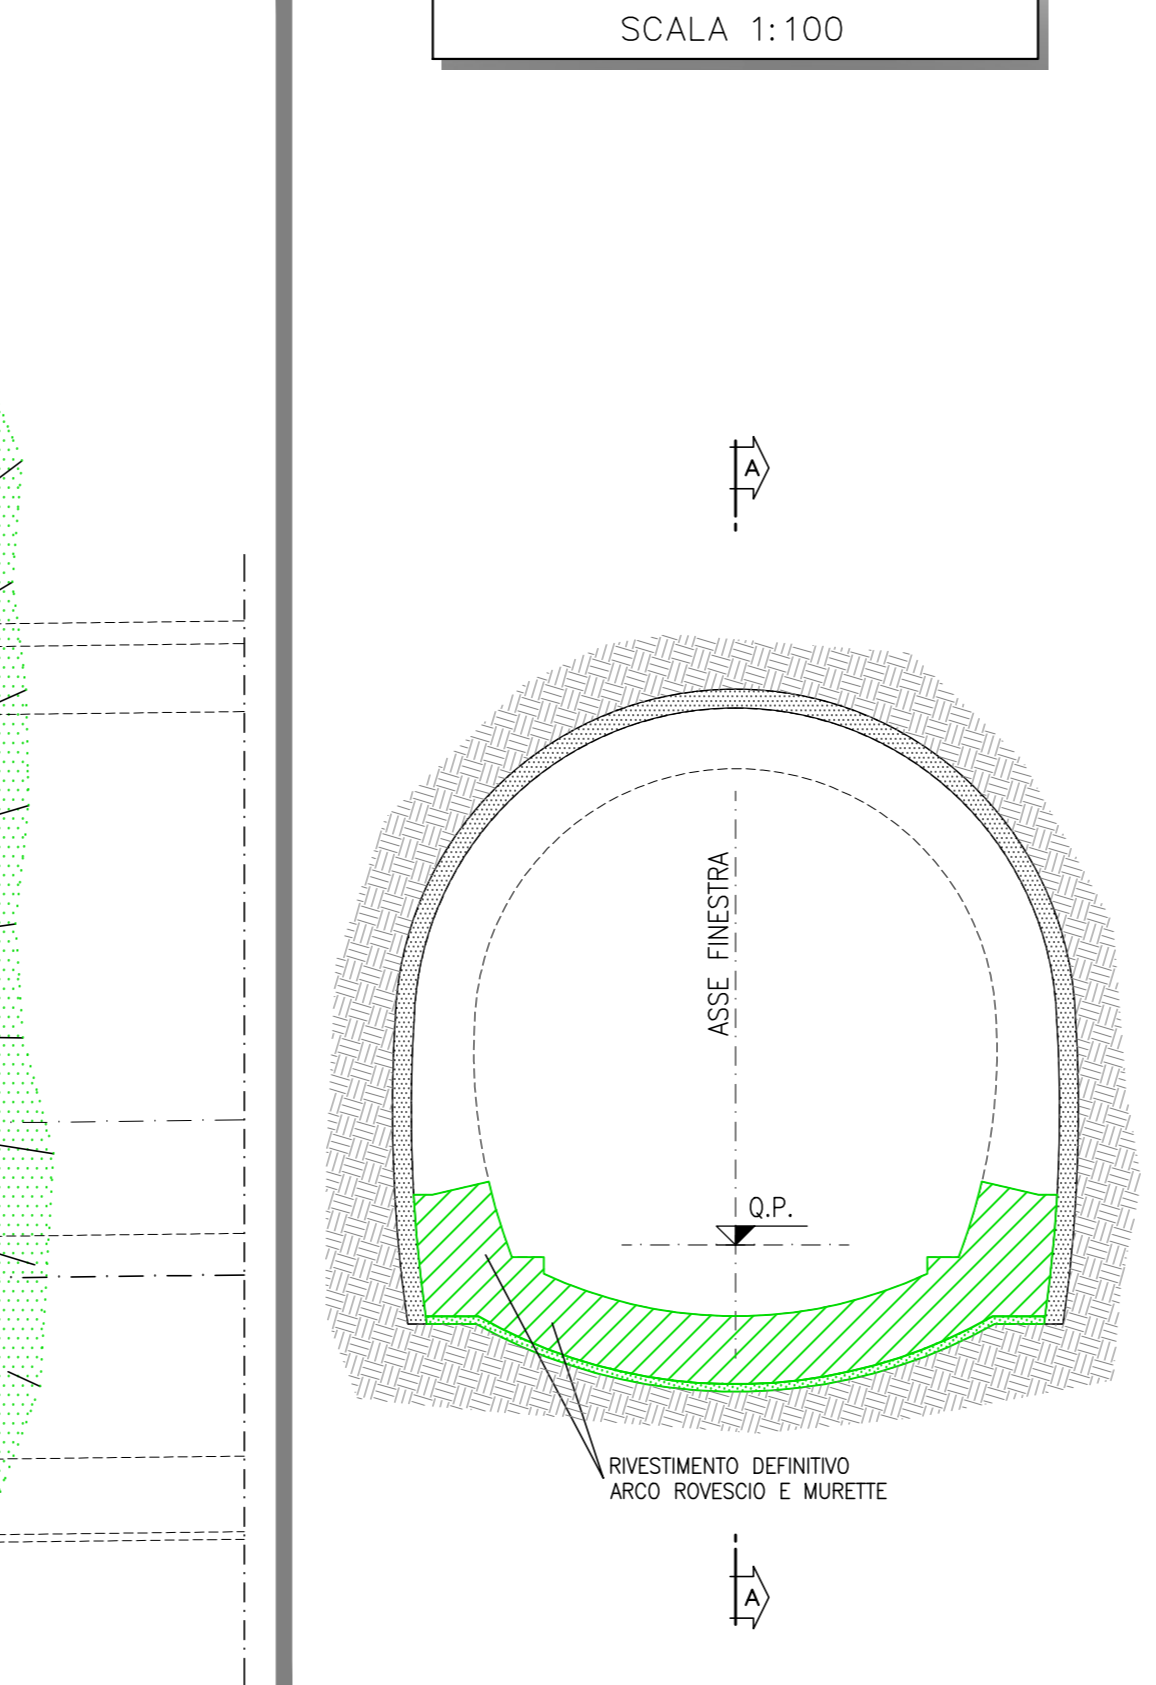 SCALA 1:100
A
ASSE FINESTRA
Q.P.
RIVESTIMENTO DEFINITIVO
ARCO ROVESCIO E MURETTE
A